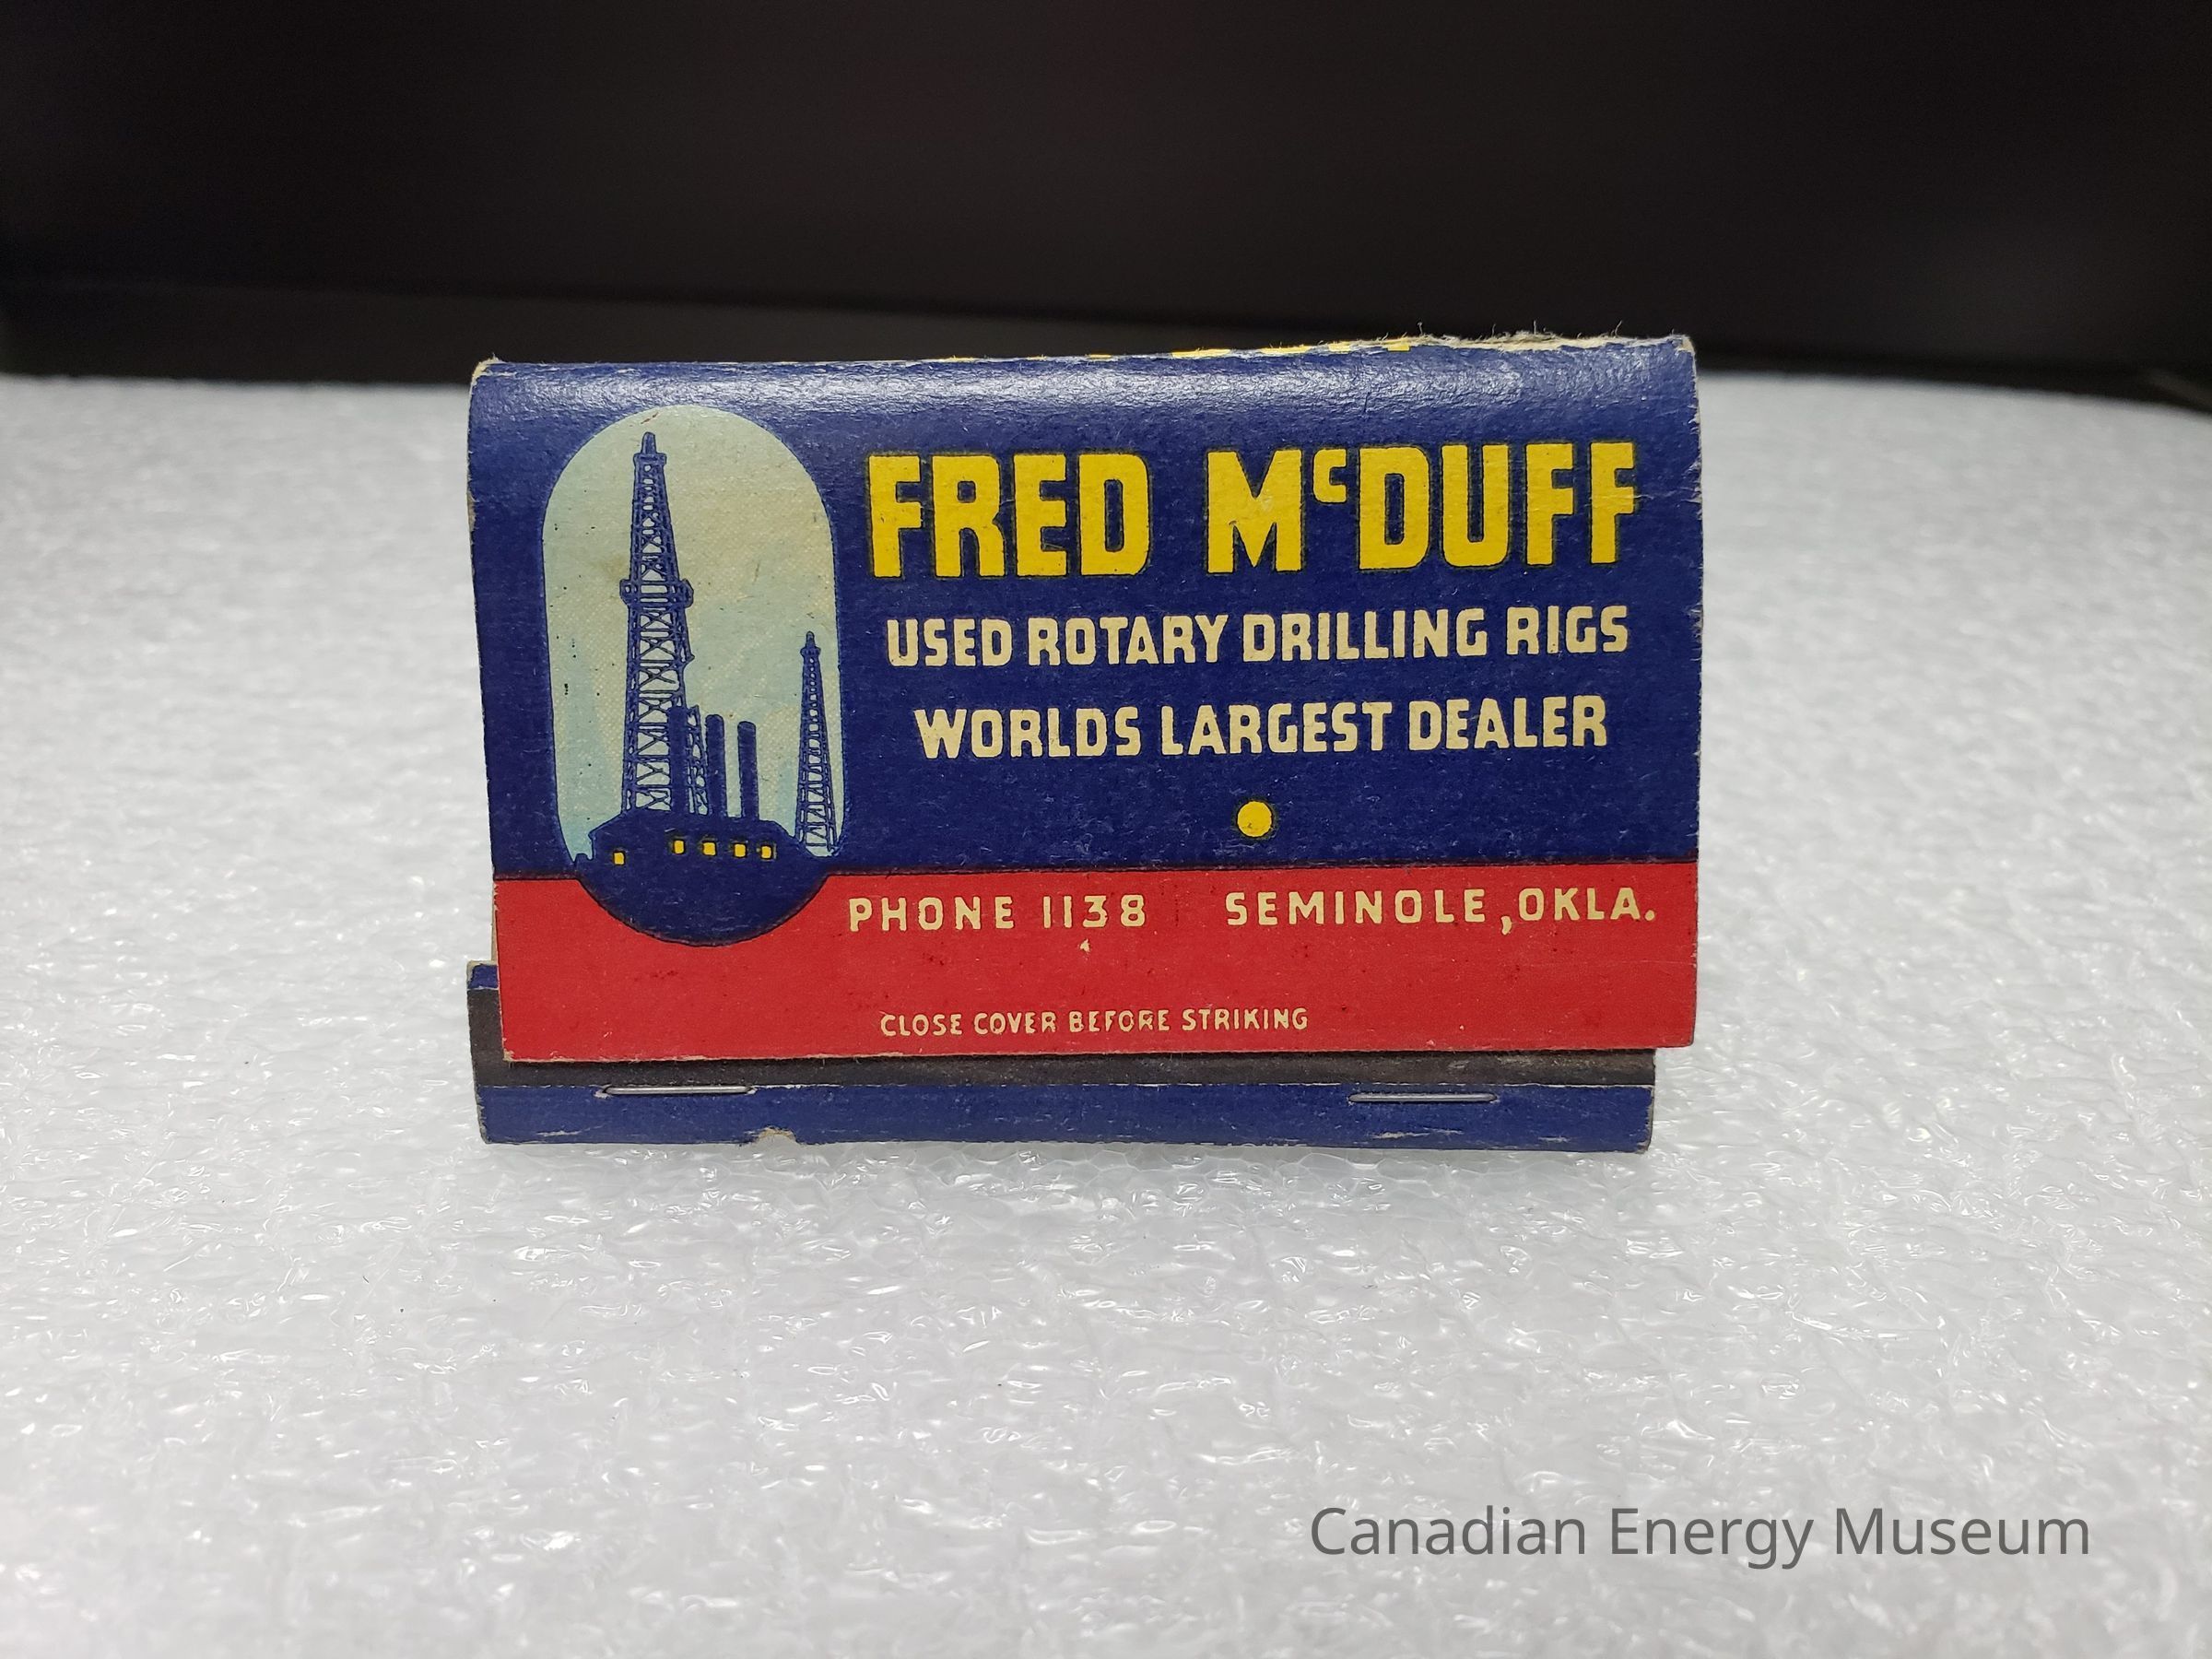 FRED McDUFF
USED ROTARY DRILLING RIGS
WORLDS LARGEST DEALER
PHONE 1138 SEMINOLE, OKLA.
CLOSE COVER BEFORE STRIKING
Canadian Energy Museum